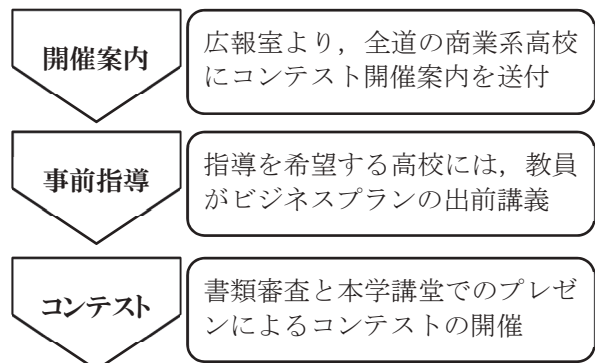 開催案内
広報室より，全道の商業系高校
にコンテスト開催案内を送付
事前指導
指導を希望する高校には，教員
がビジネスプランの出前講義
コンテスト
書類審査と本学講堂でのプレゼ
ンによるコンテストの開催